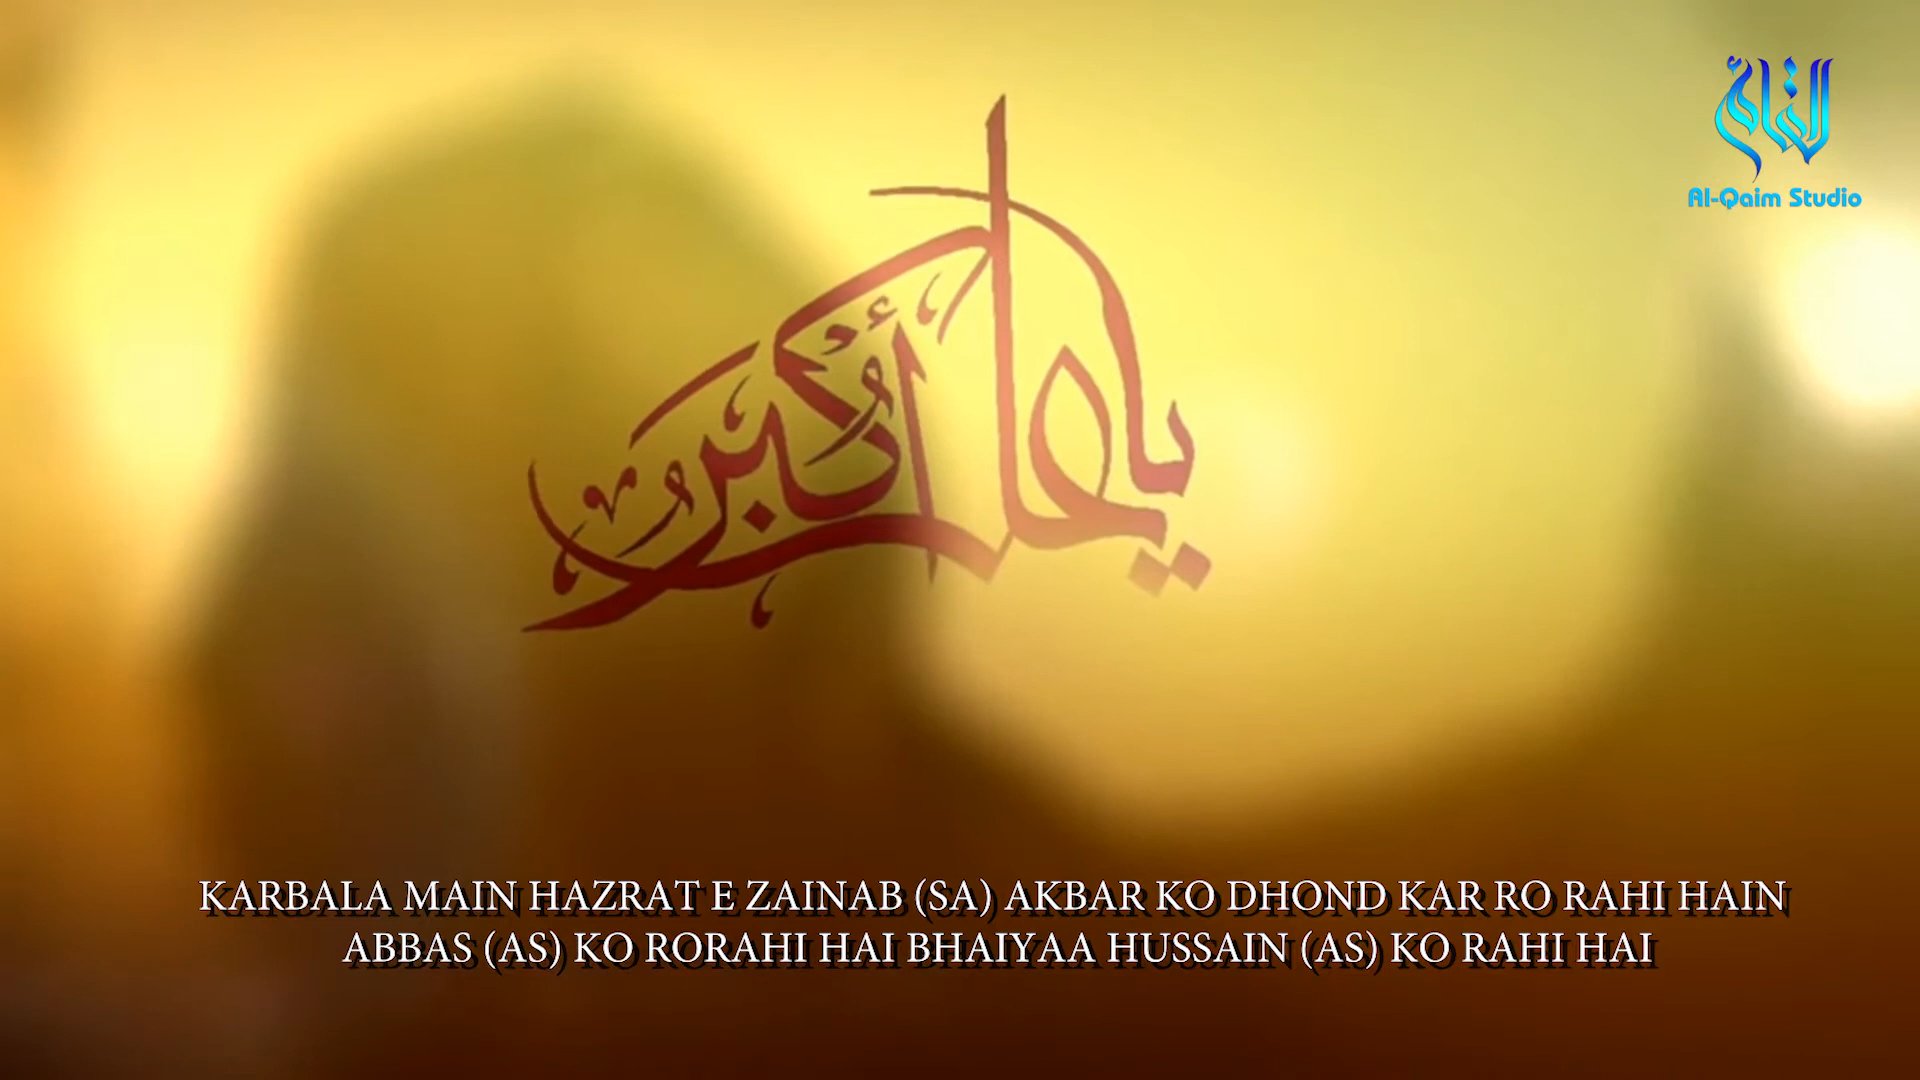 القائم
Al-Qaim Studio
يا علي أكبر
KARBALA MAIN HAZRAT E ZAINAB (SA) AKBAR KO DHOND KAR RO RAHI HAIN
ABBAS (AS) KO RORAHI HAI BHAIYAA HUSSAIN (AS) KO RAHI HAI